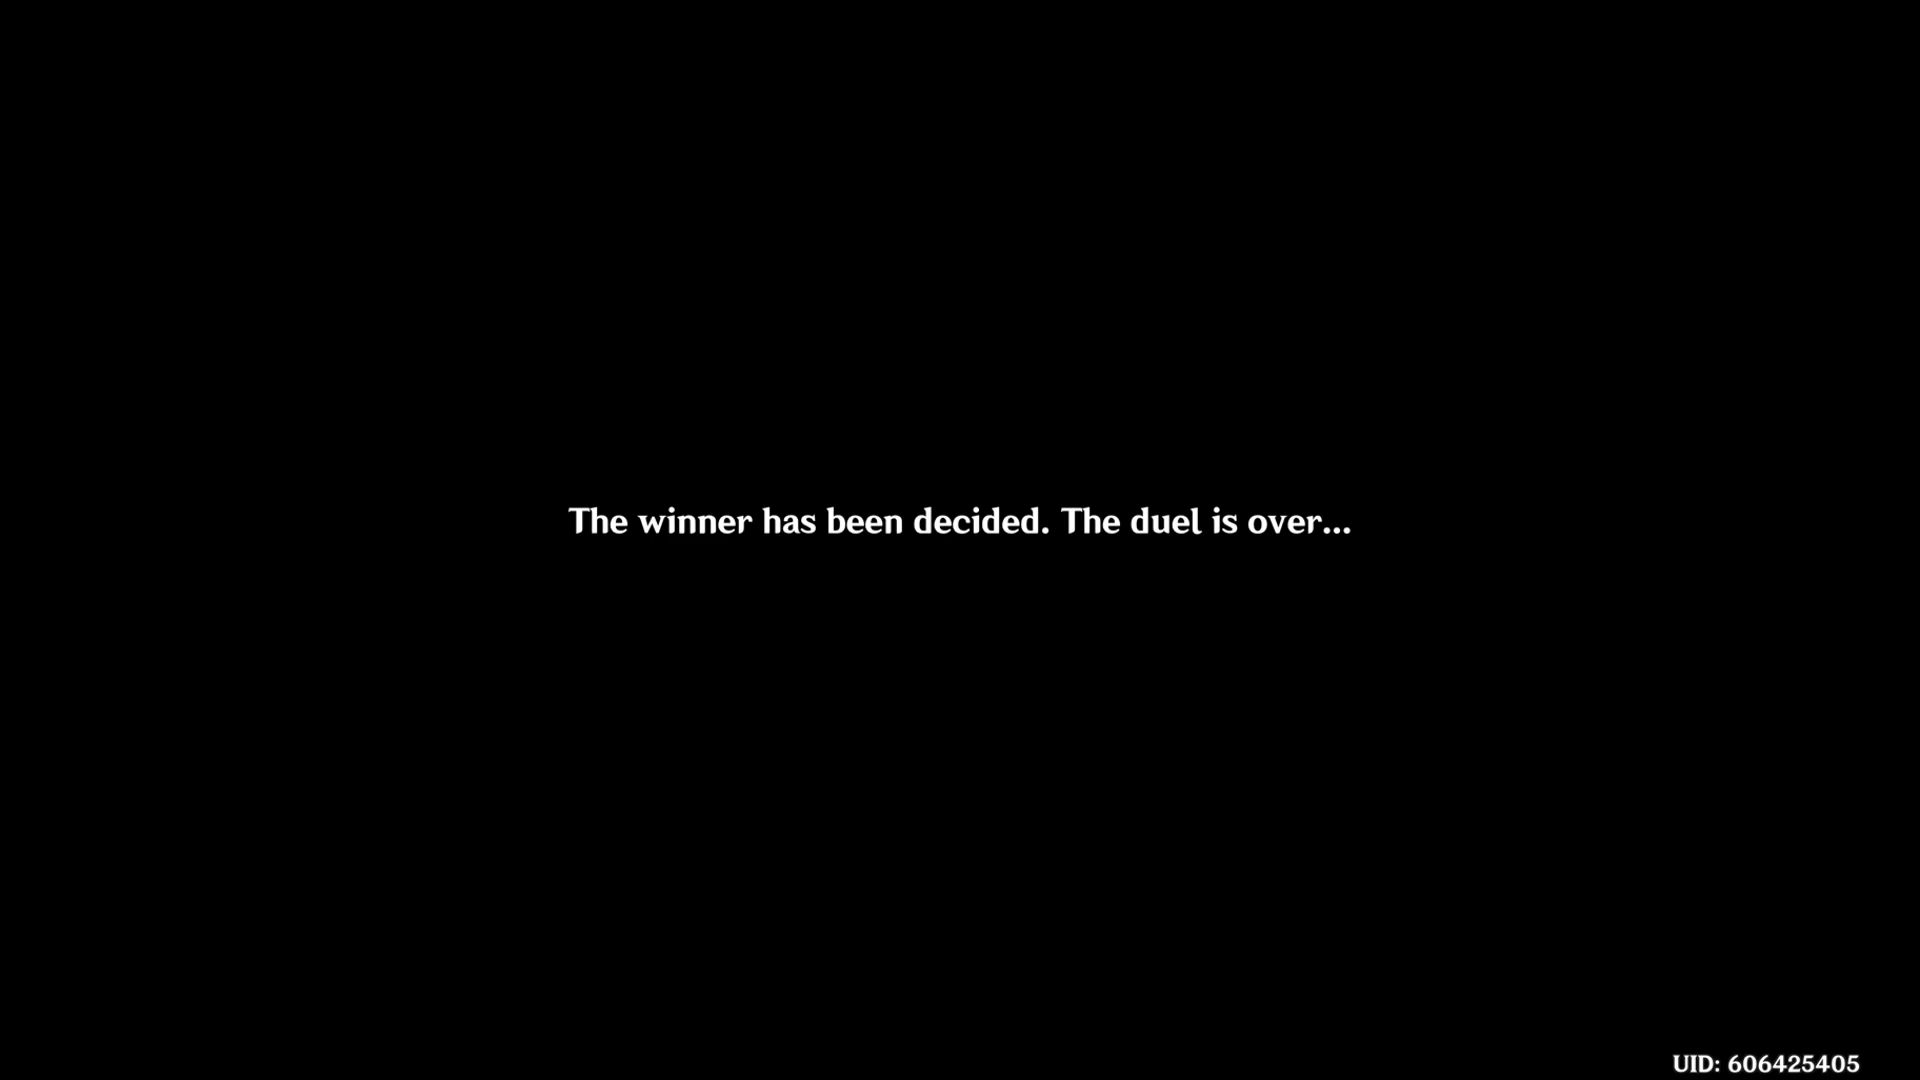 The winner has been decided. The duel is over...
UID: 606425405